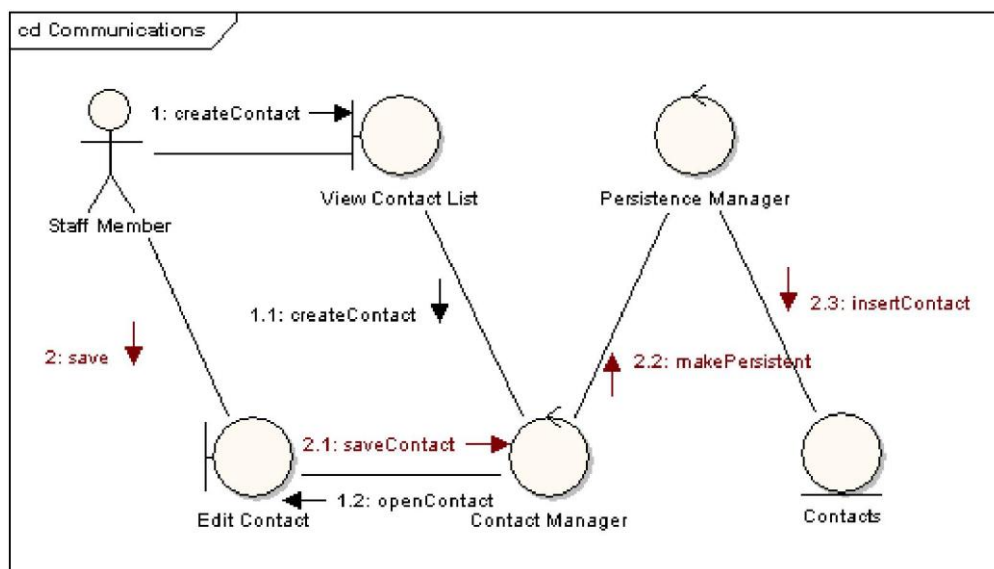 cd Communications
1: createContact
View Contact List
Persistence Manager
Staff Member
1.1: createContact
2.3: insertContact
2: save
2.2: makePersistent
2.1: saveContact
1.2: openContact
Edit Contact
Contact Manager
Contacts